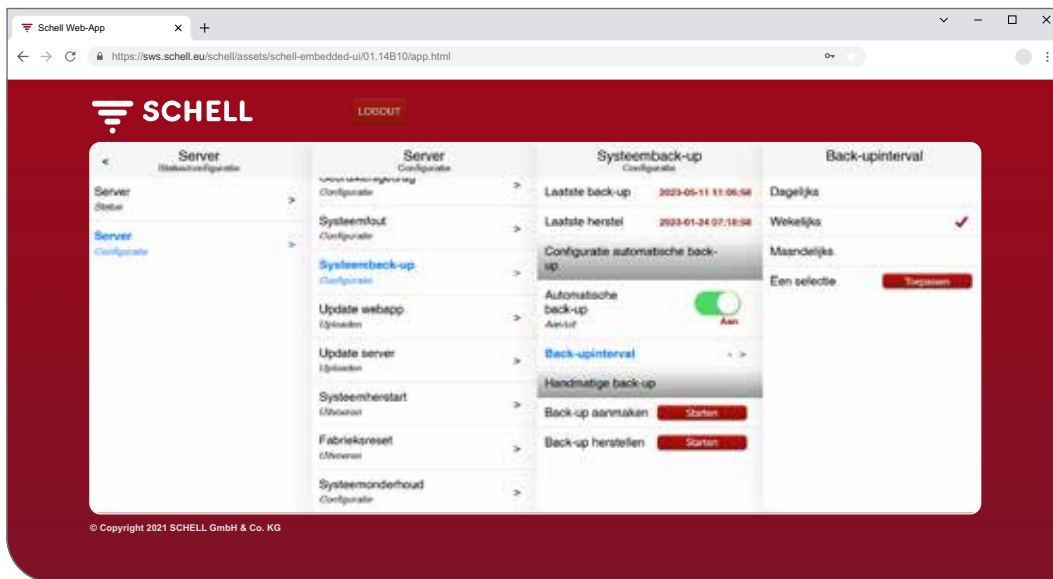 Schell Web-App
https://sws.schell.eu/schell/assets/schell-embedded-ui/01.14B10/app.html
SCHELL
LOGOUT
< Server
Statusconfiguratie
Server
Status
>
Server
Configuratie
>
Server
Configuratie
Configuratie
>
Systeemfout
Configuratie
>
Systeemback-up
Configuratie
>
Update webapp
Uploaden
>
Update server
Uploaden
>
Systeemherstart
Uitvoeren
>
Fabrieksreset
Uitvoeren
>
Systeemonderhoud
Configuratie
>
Systeemback-up
Configuratie
Laatste back-up 2023-05-11 11:06:58
Laatste herstel 2023-01-24 07:18:58
Configuratie automatische back-
up
Automatische
back-up
Aan/uit
Aan
Back-upinterval - >
Handmatige back-up
Back-up aanmaken Starten
Back-up herstellen Starten
Back-upinterval
Dagelijks
Wekelijks
Maandelijks
Een selectie Toepassen
© Copyright 2021 SCHELL GmbH & Co. KG